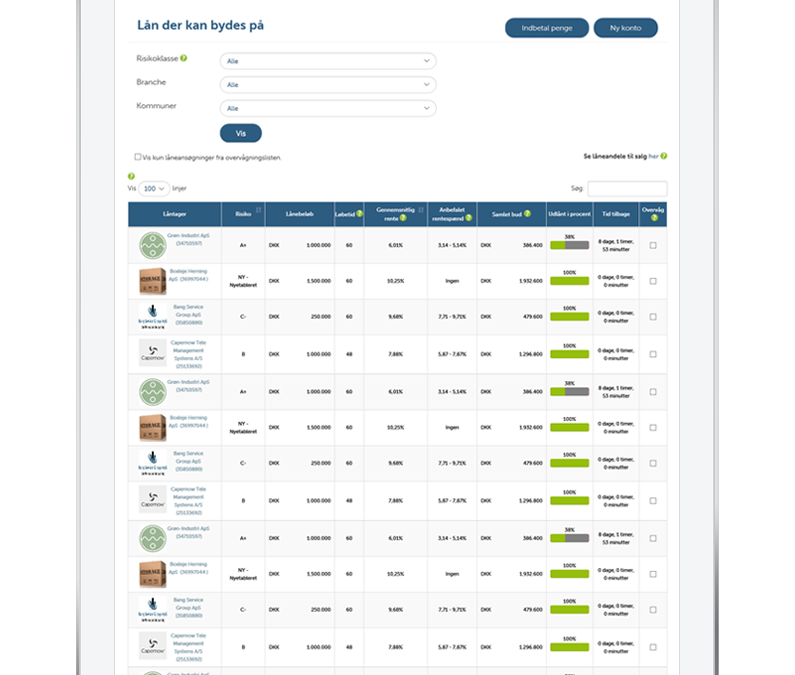 Lån der kan bydes på
Indbetal penge
Ny konto
Risikoklasse
Alle
Branche
Alle
Kommuner
Alle
Vis
Vis kun låneansøgninger fra overvågningslisten.
Se låneandele til salg her
Vis 100 linjer
Søg:
Låntager Risiko Lånebeløb Løbetid Gennemsnitlig rente Anbefalet rentespænd Samlet bud Udlånt i procent Tid tilbage Overvåg
Grøn-Industri ApS A+ DKK 1.000.000 60 6,01% 3,14 - 5,14% DKK 386.400 38% 8 dage, 1 timer, 53 minutter
Boxleje Herning ApS (36997044) NY - Nyetableret DKK 1.500.000 60 10,25% Ingen DKK 1.932.600 100% 0 dage, 0 timer, 0 minutter
Bang Service Group ApS (35850880) C- DKK 250.000 60 9,68% 7,71 - 9,71% DKK 479.600 100% 0 dage, 0 timer, 0 minutter
Capernow Capernow Tele Management Systems A/S (25133692) B DKK 1.000.000 48 7,88% 5,67 - 7,67% DKK 1.296.800 100% 0 dage, 0 timer, 0 minutter
Grøn-Industri ApS A+ DKK 1.000.000 60 6,01% 3,14 - 5,14% DKK 386.400 38% 8 dage, 1 timer, 53 minutter
Boxleje Herning ApS (36997044) NY - Nyetableret DKK 1.500.000 60 10,25% Ingen DKK 1.932.600 100% 0 dage, 0 timer, 0 minutter
Bang Service Group ApS (35850880) C- DKK 250.000 60 9,68% 7,71 - 9,71% DKK 479.600 100% 0 dage, 0 timer, 0 minutter
Capernow Capernow Tele Management Systems A/S (25133692) B DKK 1.000.000 48 7,88% 5,67 - 7,67% DKK 1.296.800 100% 0 dage, 0 timer, 0 minutter
Grøn-Industri ApS A+ DKK 1.000.000 60 6,01% 3,14 - 5,14% DKK 386.400 38% 8 dage, 1 timer, 53 minutter
Boxleje Herning ApS (36997044) NY - Nyetableret DKK 1.500.000 60 10,25% Ingen DKK 1.932.600 100% 0 dage, 0 timer, 0 minutter
Bang Service Group ApS (35850880) C- DKK 250.000 60 9,68% 7,71 - 9,71% DKK 479.600 100% 0 dage, 0 timer, 0 minutter
Capernow Capernow Tele Management Systems A/S (25133692) B DKK 1.000.000 48 7,88% 5,67 - 7,67% DKK 1.296.800 100% 0 dage, 0 timer, 0 minutter
Grøn-Industri ApS